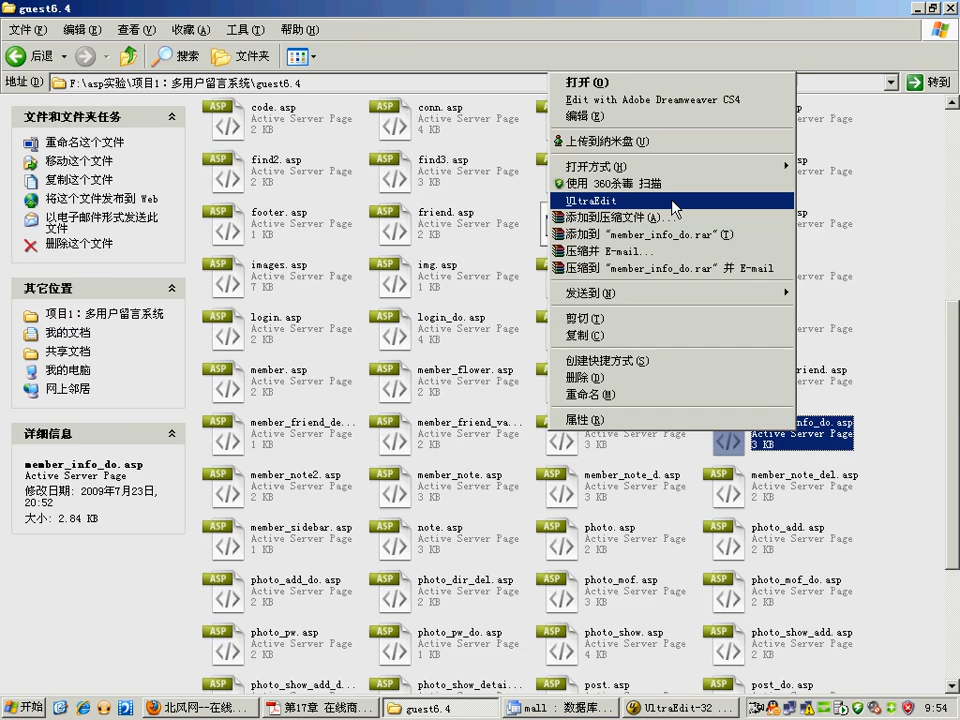 guest6.4
文件(F) 编辑(E) 查看(V) 收藏(A) 工具(T) 帮助(H)
后退 搜索 文件夹
地址(D) F:\asp实验\项目1：多用户留言系统\guest6.4 转到
文件和文件夹任务
重命名这个文件
移动这个文件
复制这个文件
将这个文件发布到 Web
以电子邮件形式发送此
文件
删除这个文件
其它位置
项目1：多用户留言系统
我的文档
共享文档
我的电脑
网上邻居
详细信息
member_info_do.asp
Active Server Page
修改日期: 2009年7月23日,
20:52
大小: 2.84 KB
code.asp
Active Server Page
2 KB
conn.asp
Active Server Page
2 KB
find2.asp
Active Server Page
2 KB
find3.asp
Active Server Page
3 KB
footer.asp
Active Server Page
2 KB
friend.asp
Active Server Page
2 KB
images.asp
Active Server Page
7 KB
img.asp
Active Server Page
1 KB
login.asp
Active Server Page
2 KB
login_do.asp
Active Server Page
4 KB
member.asp
Active Server Page
2 KB
member_flower.asp
Active Server Page
2 KB
riend.asp
member_friend_de...
Active Server Page
1 KB
member_friend_va...
Active Server Page
2 KB
Active Server Page
3 KB
nfo_do.asp
Active Server Page
3 KB
member_note2.asp
Active Server Page
2 KB
member_note.asp
Active Server Page
3 KB
member_note_d.asp
Active Server Page
3 KB
member_note_del.asp
Active Server Page
2 KB
member_sidebar.asp
Active Server Page
1 KB
note.asp
Active Server Page
3 KB
photo.asp
Active Server Page
2 KB
photo_add.asp
Active Server Page
2 KB
photo_add_do.asp
Active Server Page
2 KB
photo_dir_del.asp
Active Server Page
2 KB
photo_mof.asp
Active Server Page
3 KB
photo_mof_do.asp
Active Server Page
2 KB
photo_pw.asp
Active Server Page
2 KB
photo_pw_do.asp
Active Server Page
1 KB
photo_show.asp
Active Server Page
4 KB
photo_show_add.asp
Active Server Page
2 KB
photo_show_add_d...
Active Server Page
photo_show_detai...
Active Server Page
post.asp
Active Server Page
post_do.asp
Active Server Page
打开(O)
Edit with Adobe Dreamweaver CS4
编辑(E)
上传到纳米盘(U)
打开方式(H)
使用 360杀毒 扫描
UltraEdit
添加到压缩文件(A)...
添加到 "member_info_do.rar"(T)
压缩并 E-mail...
压缩到 "member_info_do.rar" 并 E-mail
发送到(N)
剪切(T)
复制(C)
创建快捷方式(S)
删除(D)
重命名(M)
属性(R)
开始 北风网--在线... 第17章 在线商... guest6.4 mall : 数据库... UltraEdit-32 ... 9:54